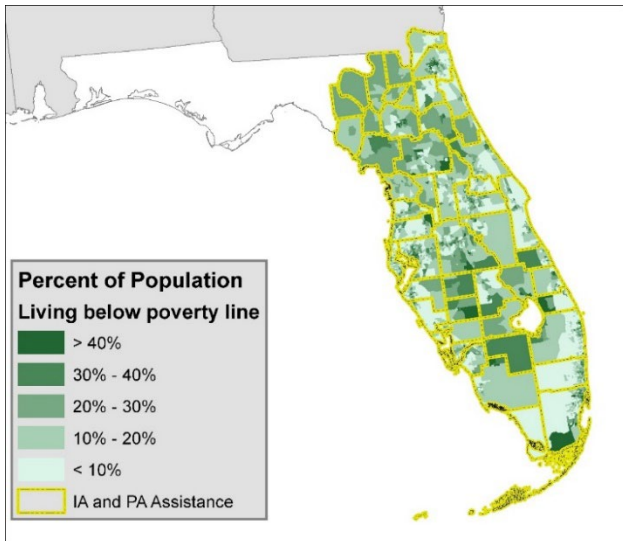 Percent of Population
Living below poverty line
> 40%
30% - 40%
20% - 30%
10% - 20%
< 10%
IA and PA Assistance